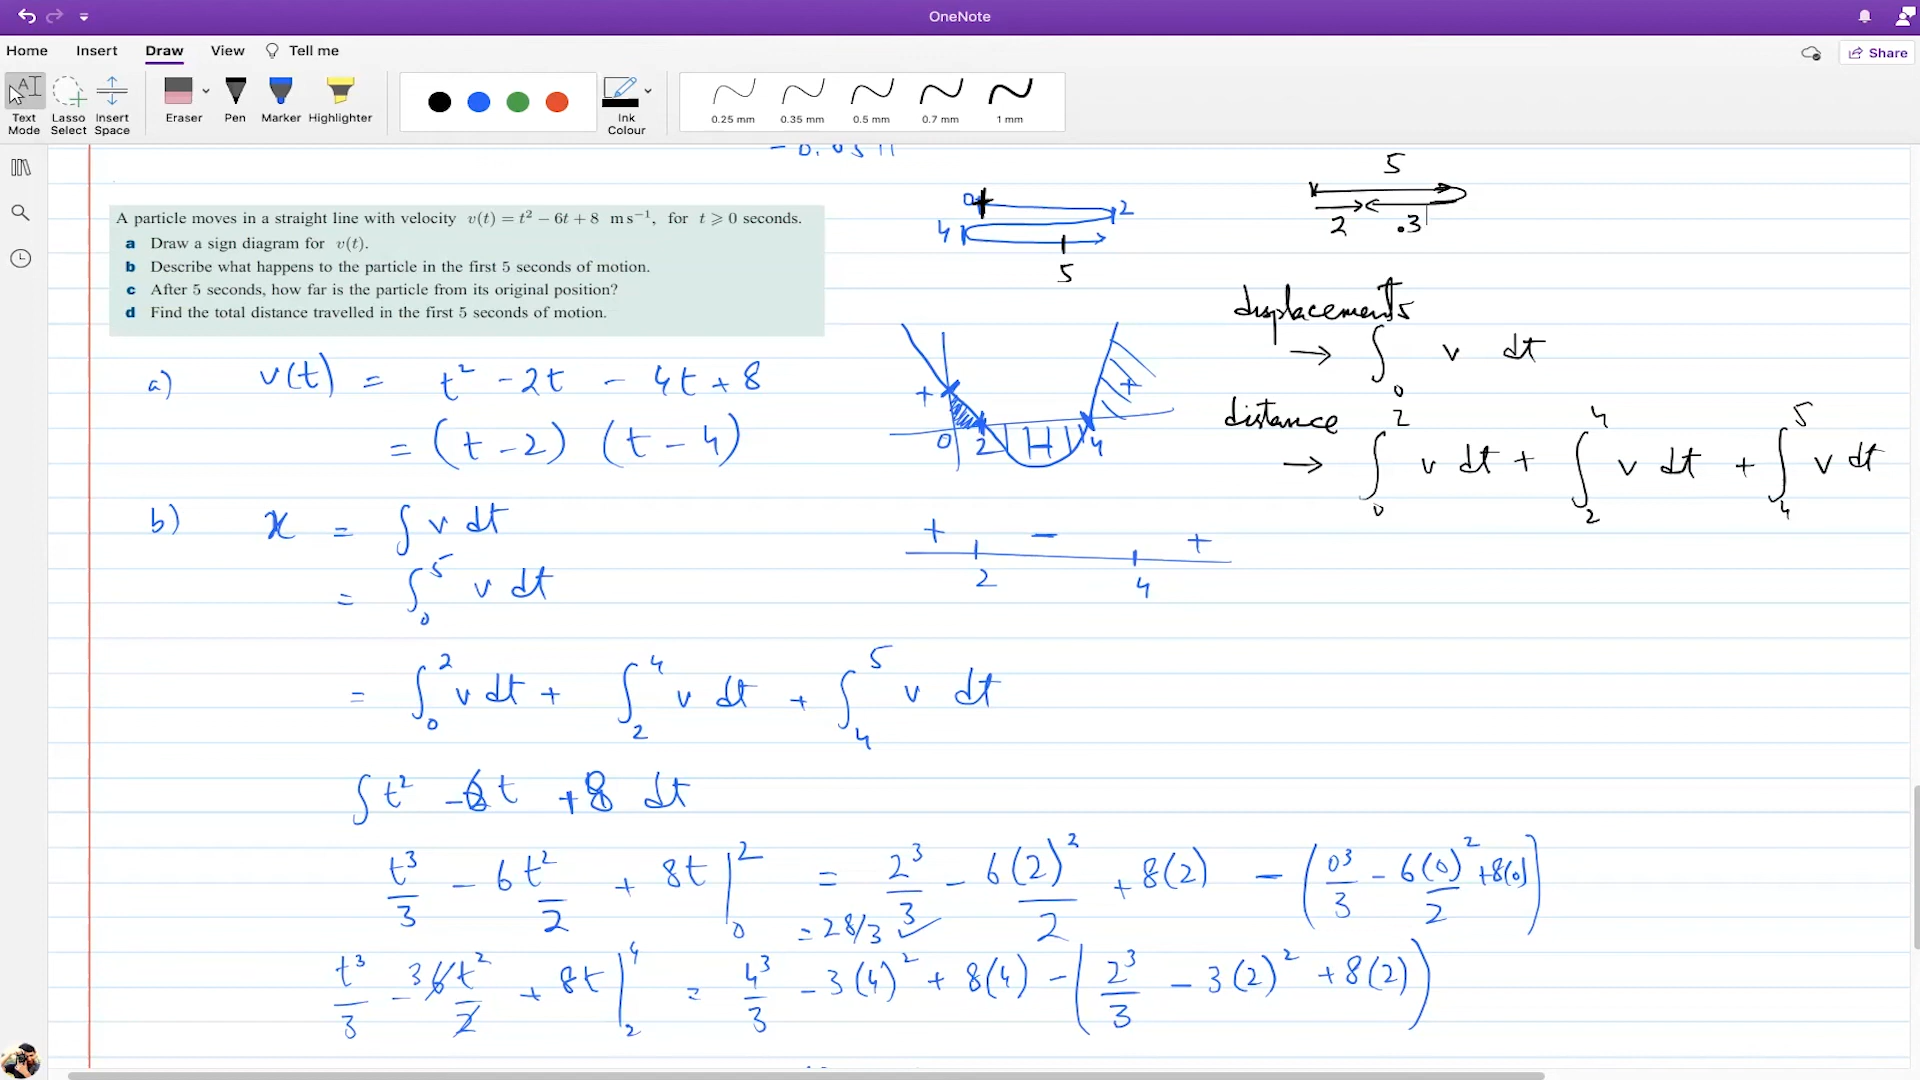 OneNote
Home Insert Draw View Tell me
Share
Text Mode
Lasso Select
Insert Space
Eraser
Pen
Marker
Highlighter
Ink Colour
0.25 mm 0.35 mm 0.5 mm 0.7 mm 1 mm
A particle moves in a straight line with velocity v(t) = t² − 6t + 8 m s⁻¹, for t ⩾ 0 seconds.
a Draw a sign diagram for v(t).
b Describe what happens to the particle in the first 5 seconds of motion.
c After 5 seconds, how far is the particle from its original position?
d Find the total distance travelled in the first 5 seconds of motion.
0 2
4
5
5
2 .3
displacement
→ ∫₀⁵ v dt
distance
→ ∫₀² v dt + ∫₂⁴ v dt + ∫₄⁵ v dt
+ +
0 2 4
+ − +
2 4
a) v(t) = t² − 2t − 4t + 8
= (t − 2) (t − 4)
b) x = ∫ v dt
= ∫₀⁵ v dt
= ∫₀² v dt + ∫₂⁴ v dt + ∫₄⁵ v dt
∫ t² − 6t + 8 dt
t³/3 − 6t²/2 + 8t |₀² = 2³/3 − 6(2)²/2 + 8(2) − (0³/3 − 6(0)²/2 + 8(0))
= 28/3 ✓
t³/3 − 3 6t²/2 + 8t |₂⁴ = 4³/3 − 3(4)² + 8(4) − (2³/3 − 3(2)² + 8(2))